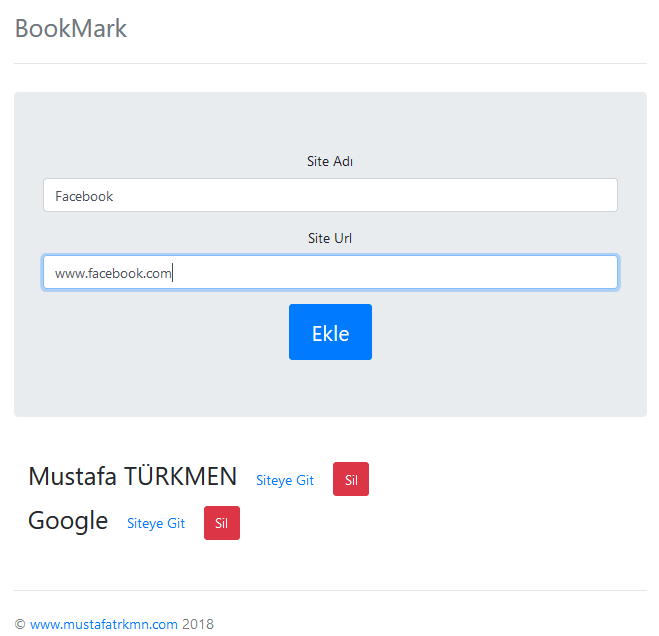 BookMark
Site Adı
Facebook
Site Url
www.facebook.com
Ekle
Mustafa TÜRKMEN Siteye Git Sil
Google Siteye Git Sil
© www.mustafatrkmn.com 2018